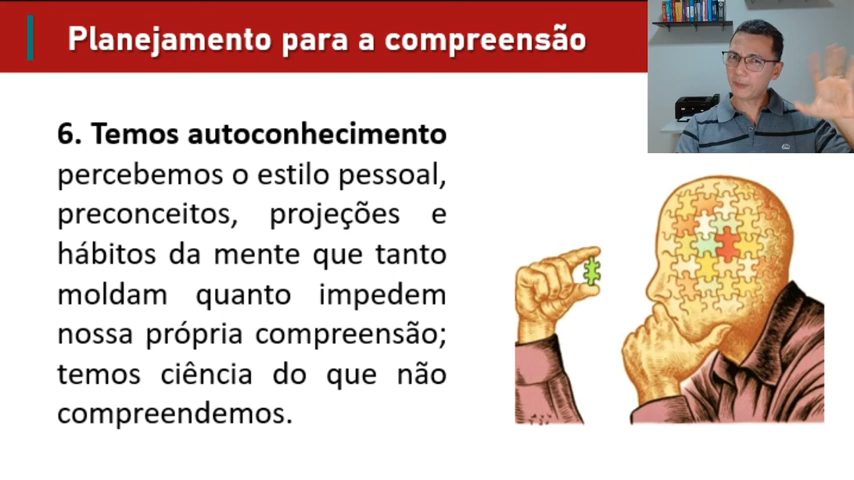 Planejamento para a compreensão
6. Temos autoconhecimento
percebemos o estilo pessoal,
preconceitos, projeções e
hábitos da mente que tanto
moldam quanto impedem
nossa própria compreensão;
temos ciência do que não
compreendemos.